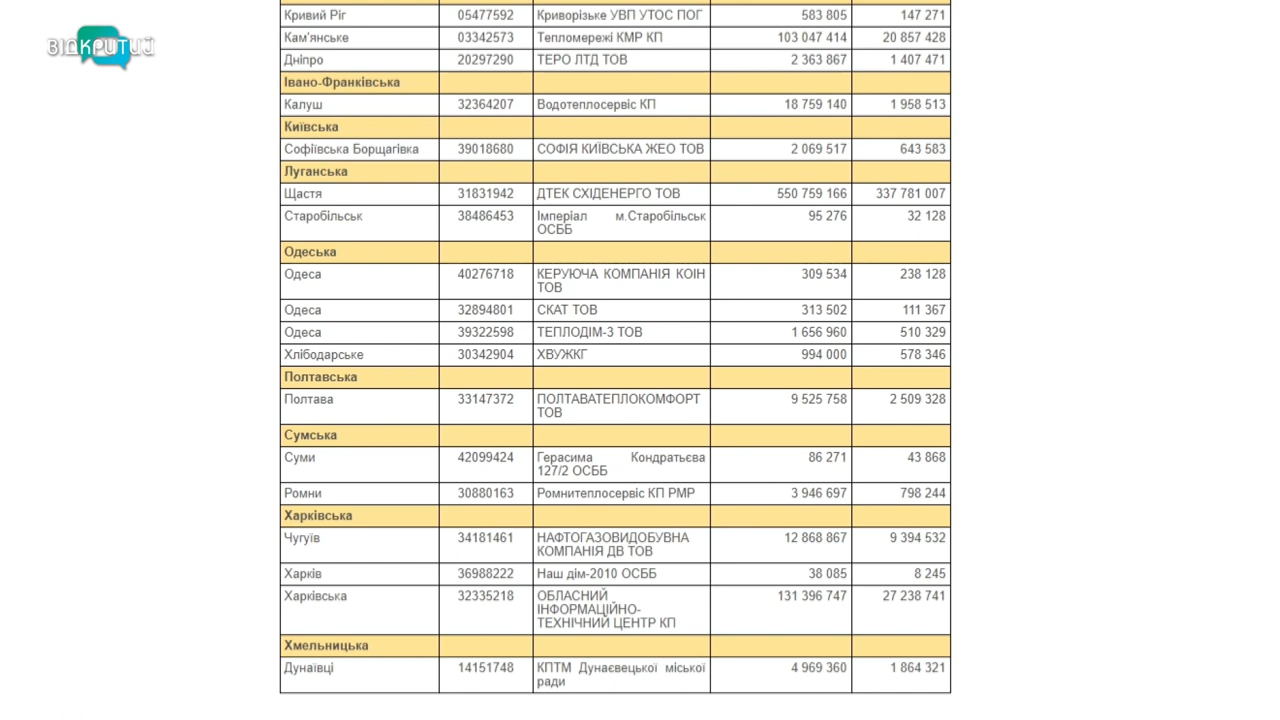 ВІДКРИТИЙ
Кривий Ріг 05477592 Криворізьке УВП УТОС ПОГ 583 805 147 271
Кам'янське 03342573 Тепломережі КМР КП 103 047 414 20 857 428
Дніпро 20297290 ТЕРО ЛТД ТОВ 2 363 867 1 407 471
Івано-Франківська
Калуш 32364207 Водотеплосервіс КП 18 759 140 1 958 513
Київська
Софіївська Борщагівка 39018680 СОФІЯ КИЇВСЬКА ЖЕО ТОВ 2 069 517 643 583
Луганська
Щастя 31831942 ДТЕК СХІДЕНЕРГО ТОВ 550 759 166 337 781 007
Старобільськ 38486453 Імперіал м.Старобільськ 95 276 32 128
ОСББ
Одеська
Одеса 40276718 КЕРУЮЧА КОМПАНІЯ КОІН 309 534 238 128
ТОВ
Одеса 32894801 СКАТ ТОВ 313 502 111 367
Одеса 39322598 ТЕПЛОДІМ-3 ТОВ 1 656 960 510 329
Хлібодарське 30342904 ХВУЖКГ 994 000 578 346
Полтавська
Полтава 33147372 ПОЛТАВАТЕПЛОКОМФОРТ 9 525 758 2 509 328
ТОВ
Сумська
Суми 42099424 Герасима Кондратьєва 86 271 43 868
127/2 ОСББ
Ромни 30880163 Ромнитеплосервіс КП РМР 3 946 697 798 244
Харківська
Чугуїв 34181461 НАФТОГАЗОВИДОБУВНА 12 868 867 9 394 532
КОМПАНІЯ ДВ ТОВ
Харків 36988222 Наш дім-2010 ОСББ 38 085 8 245
Харківська 32335218 ОБЛАСНИЙ 131 396 747 27 238 741
ІНФОРМАЦІЙНО-
ТЕХНІЧНИЙ ЦЕНТР КП
Хмельницька
Дунаївці 14151748 КПТМ Дунаєвецької міської 4 969 360 1 864 321
ради